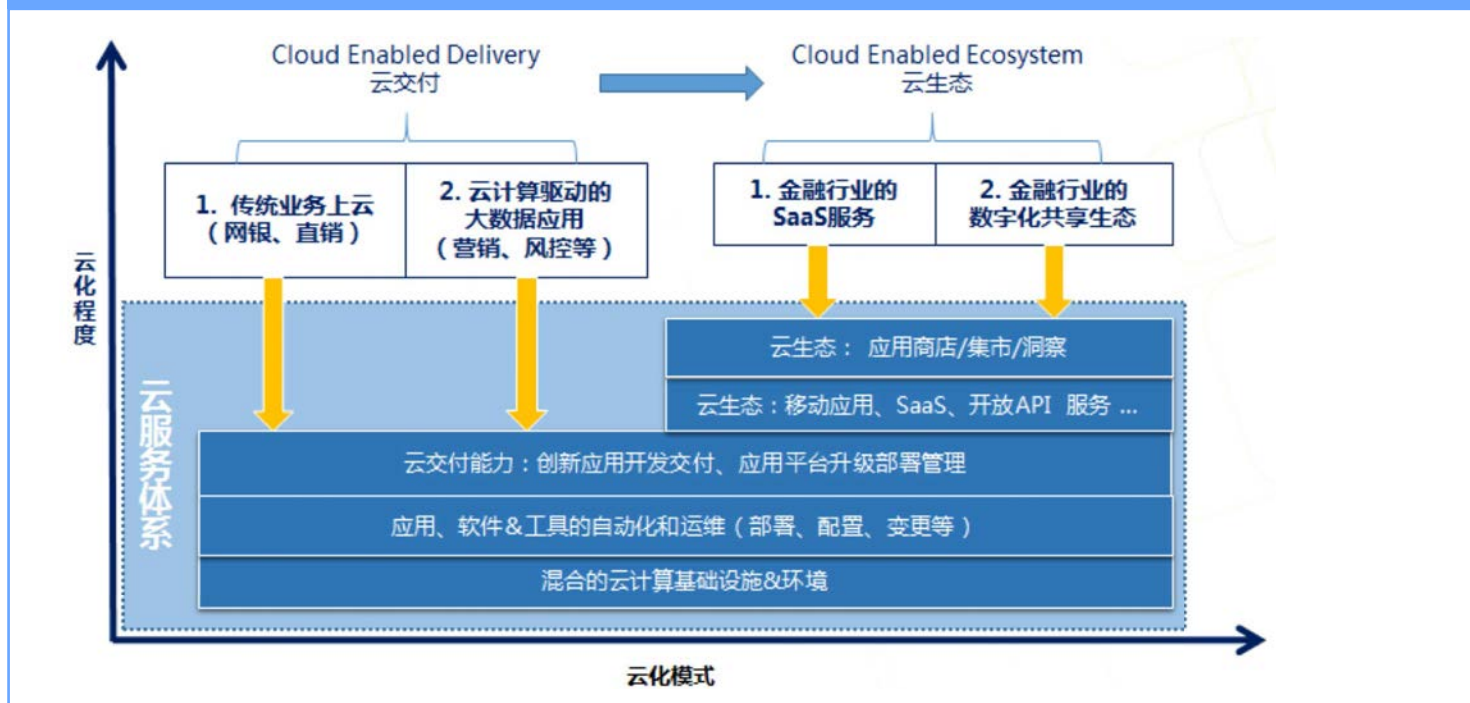 Cloud Enabled Delivery
云交付
Cloud Enabled Ecosystem
云生态
1. 传统业务上云
（网银、直销）
2. 云计算驱动的
大数据应用
（营销、风控等）
1. 金融行业的
SaaS服务
2. 金融行业的
数字化共享生态
云化程度
云服务体系
云生态： 应用商店/集市/洞察
云生态：移动应用、SaaS、开放API 服务 ...
云交付能力：创新应用开发交付、应用平台升级部署管理
应用、软件&工具的自动化和运维（部署、配置、变更等）
混合的云计算基础设施&环境
云化模式